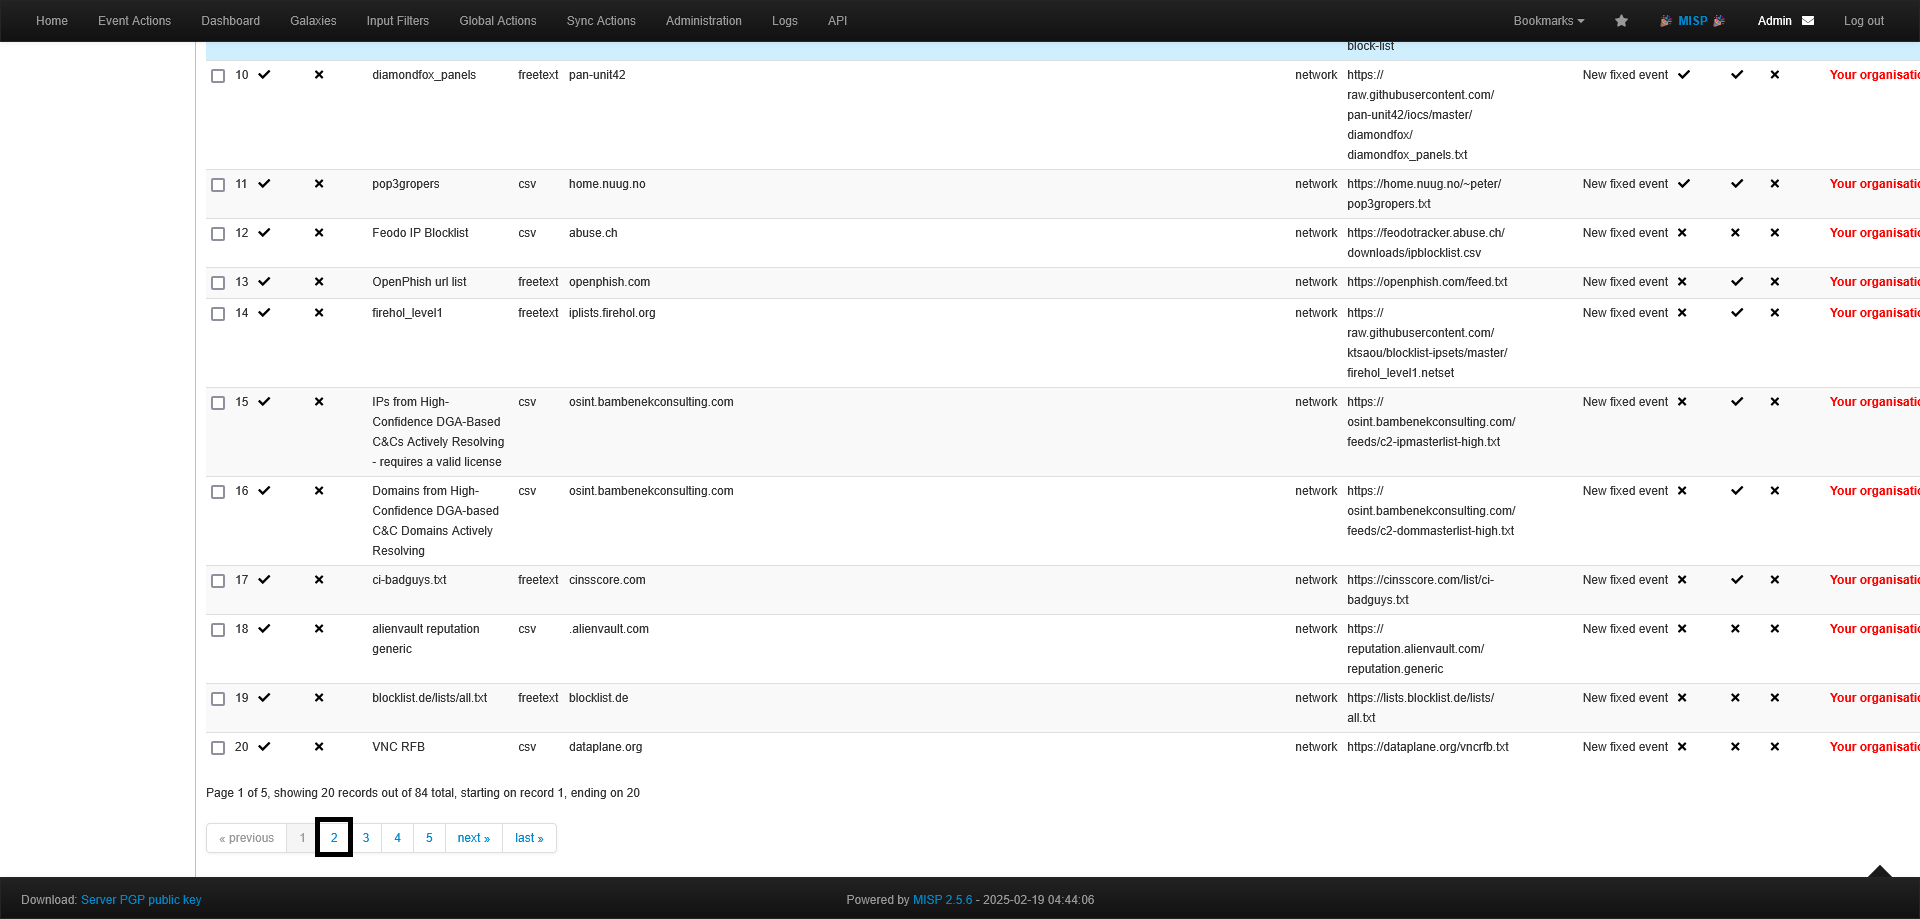 Home Event Actions Dashboard Galaxies Input Filters Global Actions Sync Actions Administration Logs API Bookmarks MISP Admin Log out
block-list
10 diamondfox_panels freetext pan-unit42 network https:// New fixed event Your organisatio
raw.githubusercontent.com/
pan-unit42/iocs/master/
diamondfox/
diamondfox_panels.txt
11 pop3gropers csv home.nuug.no network https://home.nuug.no/~peter/ New fixed event Your organisatio
pop3gropers.txt
12 Feodo IP Blocklist csv abuse.ch network https://feodotracker.abuse.ch/ New fixed event Your organisatio
downloads/ipblocklist.csv
13 OpenPhish url list freetext openphish.com network https://openphish.com/feed.txt New fixed event Your organisatio
14 firehol_level1 freetext iplists.firehol.org network https:// New fixed event Your organisatio
raw.githubusercontent.com/
ktsaou/blocklist-ipsets/master/
firehol_level1.netset
15 IPs from High- csv osint.bambenekconsulting.com network https:// New fixed event Your organisatio
Confidence DGA-Based osint.bambenekconsulting.com/
C&Cs Actively Resolving feeds/c2-ipmasterlist-high.txt
- requires a valid license
16 Domains from High- csv osint.bambenekconsulting.com network https:// New fixed event Your organisatio
Confidence DGA-based osint.bambenekconsulting.com/
C&C Domains Actively feeds/c2-dommasterlist-high.txt
Resolving
17 ci-badguys.txt freetext cinsscore.com network https://cinsscore.com/list/ci- New fixed event Your organisatio
badguys.txt
18 alienvault reputation csv .alienvault.com network https:// New fixed event Your organisatio
generic reputation.alienvault.com/
reputation.generic
19 blocklist.de/lists/all.txt freetext blocklist.de network https://lists.blocklist.de/lists/ New fixed event Your organisatio
all.txt
20 VNC RFB csv dataplane.org network https://dataplane.org/vncrfb.txt New fixed event Your organisatio
Page 1 of 5, showing 20 records out of 84 total, starting on record 1, ending on 20
« previous 1 2 3 4 5 next » last »
Download: Server PGP public key Powered by MISP 2.5.6 - 2025-02-19 04:44:06